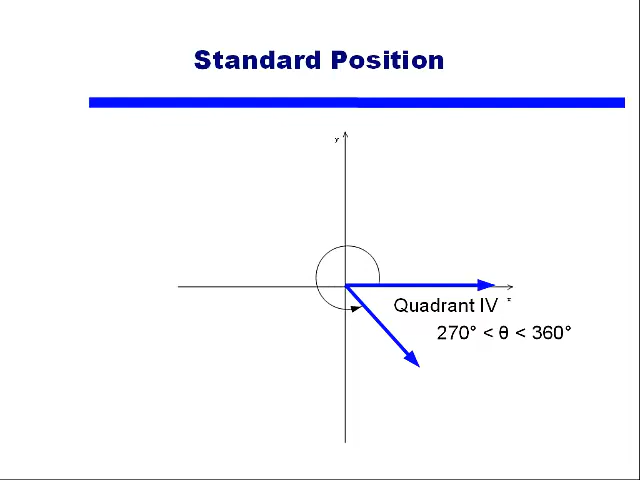 Standard Position
y
Quadrant IV
x
270° < θ < 360°